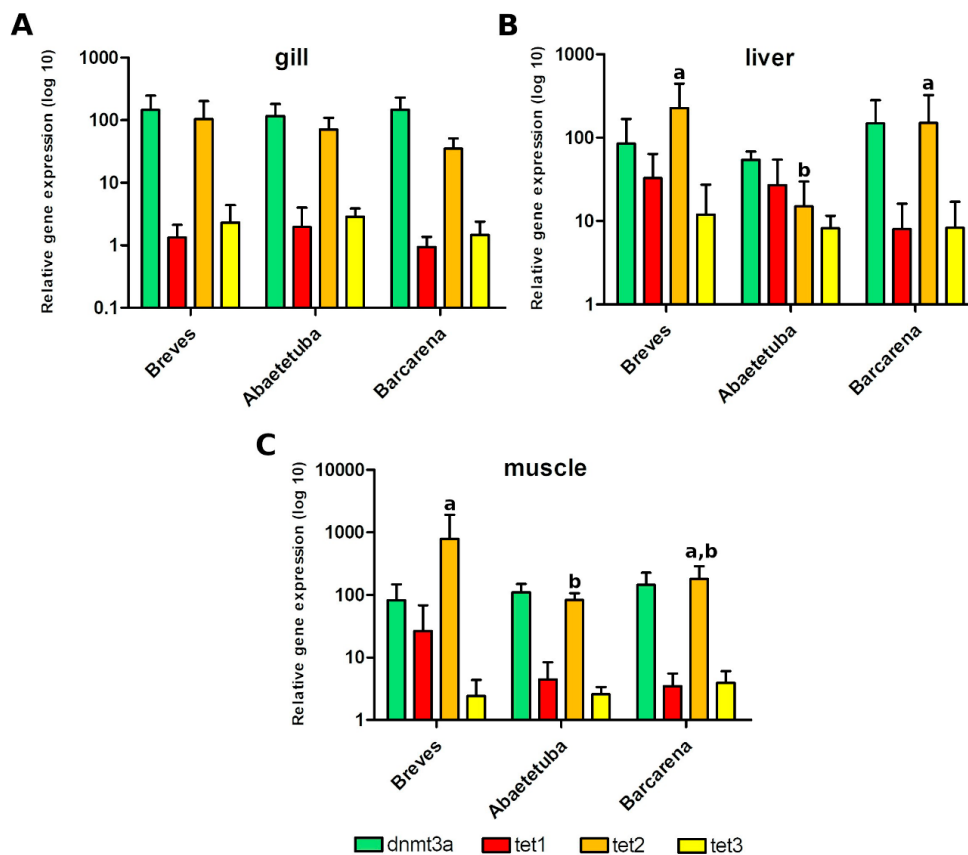 A
gill
Relative gene expression (log 10)
1000
100
10
1
0.1
Breves
Abaetetuba
Barcarena
B
liver
Relative gene expression (log 10)
1000
100
10
1
a
b
a
Breves
Abaetetuba
Barcarena
C
muscle
Relative gene expression (log 10)
10000
1000
100
10
1
a
b
a,b
Breves
Abaetetuba
Barcarena
dnmt3a tet1 tet2 tet3